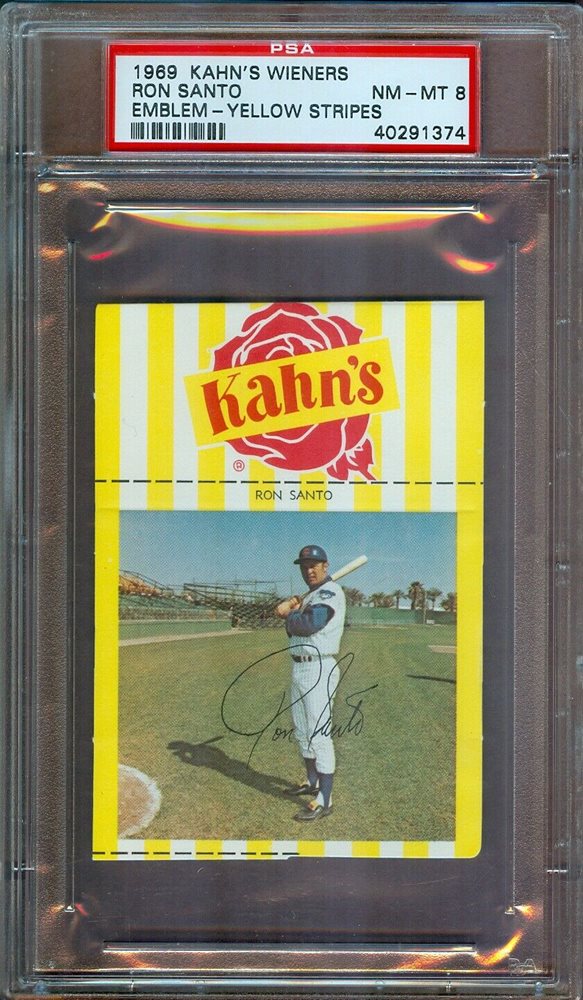 PSA
1969 KAHN'S WIENERS
RON SANTO NM-MT 8
EMBLEM-YELLOW STRIPES
40291374
Kahn's
®
RON SANTO
Ron Santo